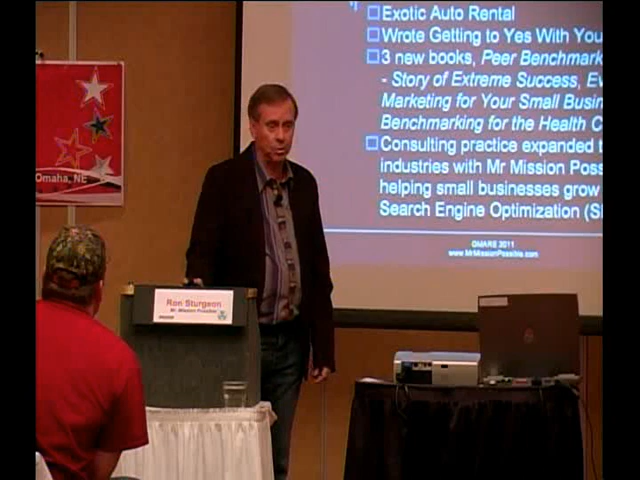 Exotic Auto Rental
Wrote Getting to Yes With You
3 new books, Peer Benchmark
- Story of Extreme Success, Ev
Marketing for Your Small Busin
Benchmarking for the Health C
Consulting practice expanded t
industries with Mr Mission Poss
helping small businesses grow
Search Engine Optimization (S
GMARE 2011
www.MrMissionPossible.com
Omaha, NE
Ron Sturgeon
Mr. Mission Possible